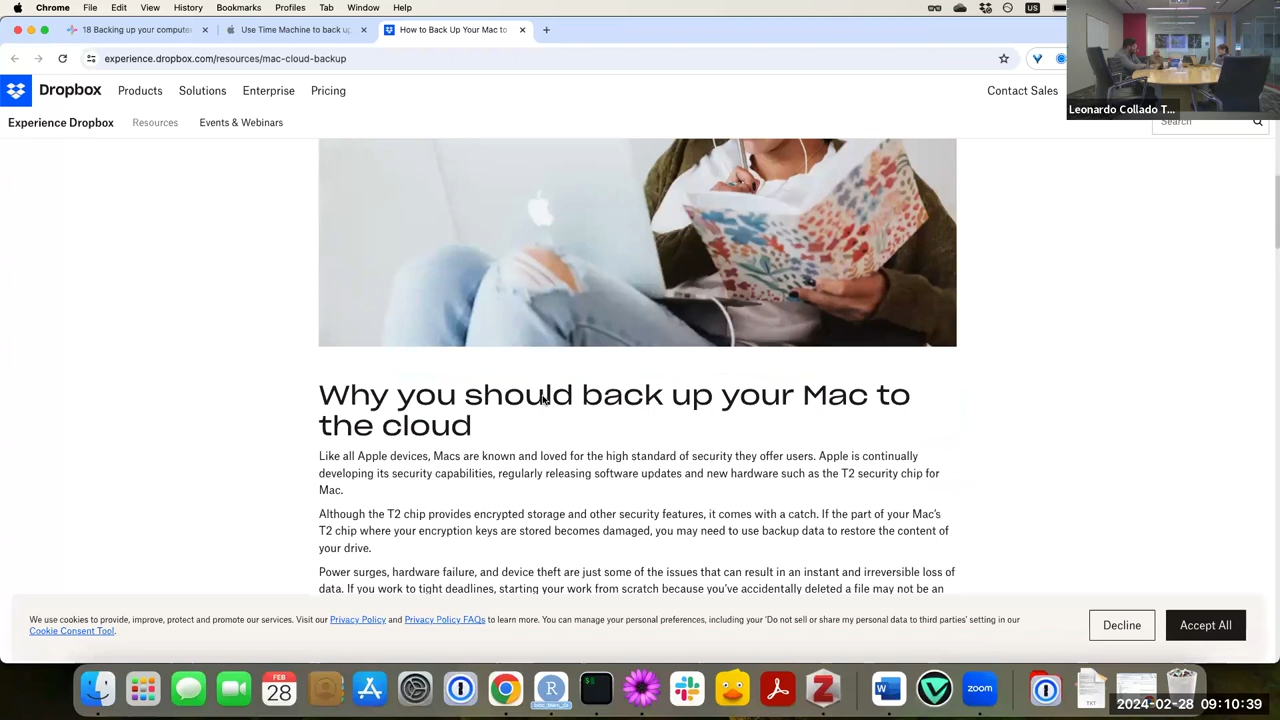 Chrome File Edit View History Bookmarks Profiles Tab Window Help
US
18 Backing up your compute
Use Time Machine to back up
How to Back Up Your Mac to
experience.dropbox.com/resources/mac-cloud-backup
Dropbox
Products
Solutions
Enterprise
Pricing
Contact Sales
Leonardo Collado T...
Experience Dropbox
Resources
Events & Webinars
Search
Why you should back up your Mac to
the cloud
Like all Apple devices, Macs are known and loved for the high standard of security they offer users. Apple is continually
developing its security capabilities, regularly releasing software updates and new hardware such as the T2 security chip for
Mac.
Although the T2 chip provides encrypted storage and other security features, it comes with a catch. If the part of your Mac's
T2 chip where your encryption keys are stored becomes damaged, you may need to use backup data to restore the content of
your drive.
Power surges, hardware failure, and device theft are just some of the issues that can result in an instant and irreversible loss of
data. If you work to tight deadlines, starting your work from scratch because you've accidentally deleted a file may not be an
We use cookies to provide, improve, protect and promote our services. Visit our Privacy Policy and Privacy Policy FAQs to learn more. You can manage your personal preferences, including your 'Do not sell or share my personal data to third parties' setting in our
Cookie Consent Tool.
Decline
Accept All
FEB
28
R
W
zoom
TXT
2024-02-28 09:10:39